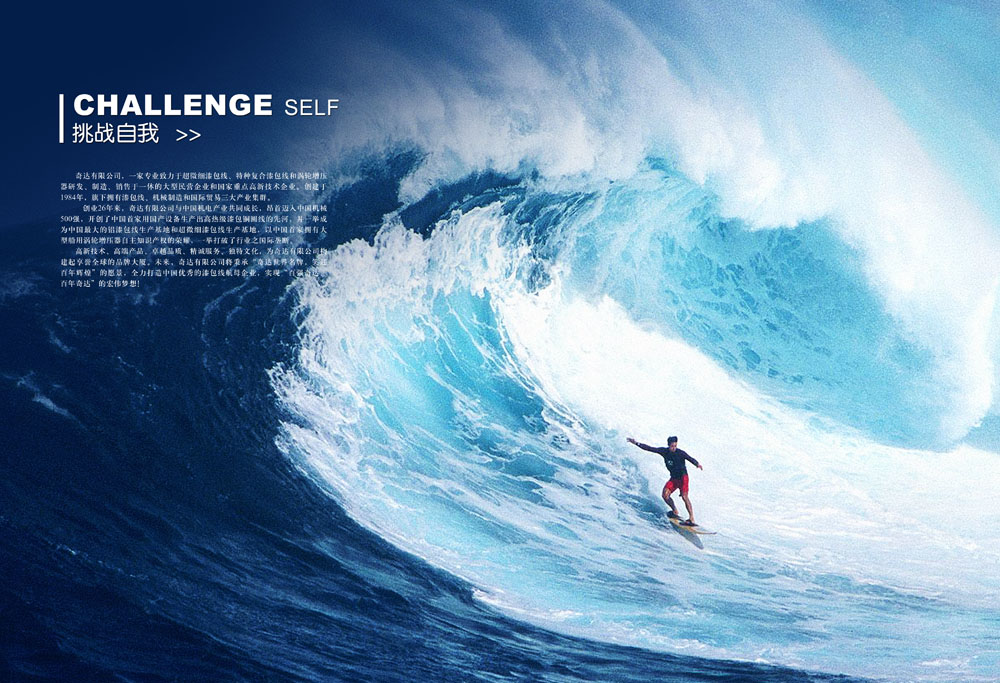 CHALLENGE SELF
挑战自我 >>
奇达有限公司，一家专业致力于超微细漆包线、特种复合漆包线和涡轮增压
器研发、制造、销售于一体的大型民营企业和国家重点高新技术企业。创建于
1984年，旗下拥有漆包线、机械制造和国际贸易三大产业集群。
创业26年来，奇达有限公司与中国机电产业共同成长，昂首迈入中国机械
500强，开创了中国首家用国产设备生产出高热级漆包铜圆线的先河，并一举成
为中国最大的铝漆包线生产基地和超微细漆包线生产基地，以中国首家拥有大
型船用涡轮增压器自主知识产权的荣耀，一举打破了行业之国际垄断。
高新技术、高端产品、卓越品质、精诚服务、独特文化，为奇达有限公司构
建起享誉全球的品牌大厦。未来，奇达有限公司将秉承“奇达世界名牌，
百年辉煌”的愿景，全力打造中国优秀的漆包线航母企业，实现“百强奇达、
百年奇达”的宏伟梦想!